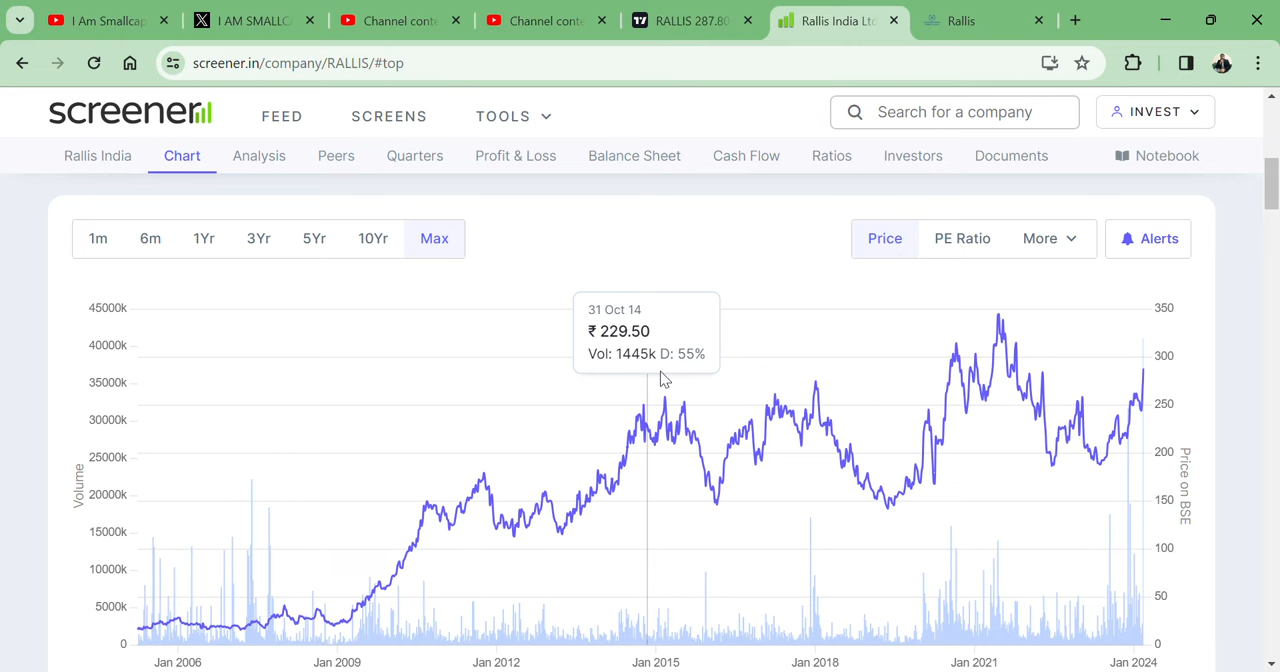 I Am Smallcap
I AM SMALLCA
Channel conte
Channel conte
RALLIS 287.80
Rallis India Ltd
Rallis
screener.in/company/RALLIS/#top
screener
FEED
SCREENS
TOOLS
Search for a company
INVEST
Rallis India
Chart
Analysis
Peers
Quarters
Profit & Loss
Balance Sheet
Cash Flow
Ratios
Investors
Documents
Notebook
1m
6m
1Yr
3Yr
5Yr
10Yr
Max
Price
PE Ratio
More
Alerts
31 Oct 14
₹ 229.50
Vol: 1445k D: 55%
45000k
40000k
35000k
30000k
25000k
20000k
15000k
10000k
5000k
0
Volume
350
300
250
200
150
100
50
0
Price on BSE
Jan 2006
Jan 2009
Jan 2012
Jan 2015
Jan 2018
Jan 2021
Jan 2024